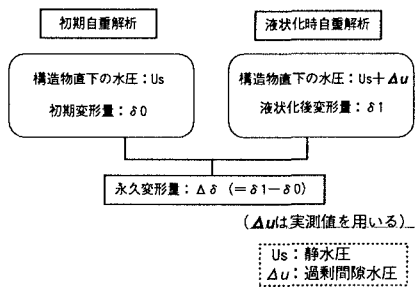 初期自重解析
液状化時自重解析
構造物直下の水圧：Us
初期変形量：δ0
構造物直下の水圧：Us＋Δu
液状化後変形量：δ1
永久変形量：Δδ（＝δ1−δ0）
（Δuは実測値を用いる）
Us：静水圧
Δu：過剰間隙水圧